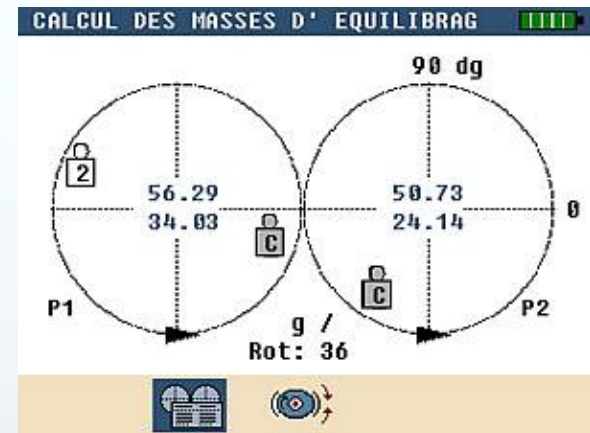 CALCUL DES MASSES D' EQUILIBRAG
90 dg
2
56.29
50.73
34.03
24.14
0
C
C
P1
P2
g /
Rot: 36